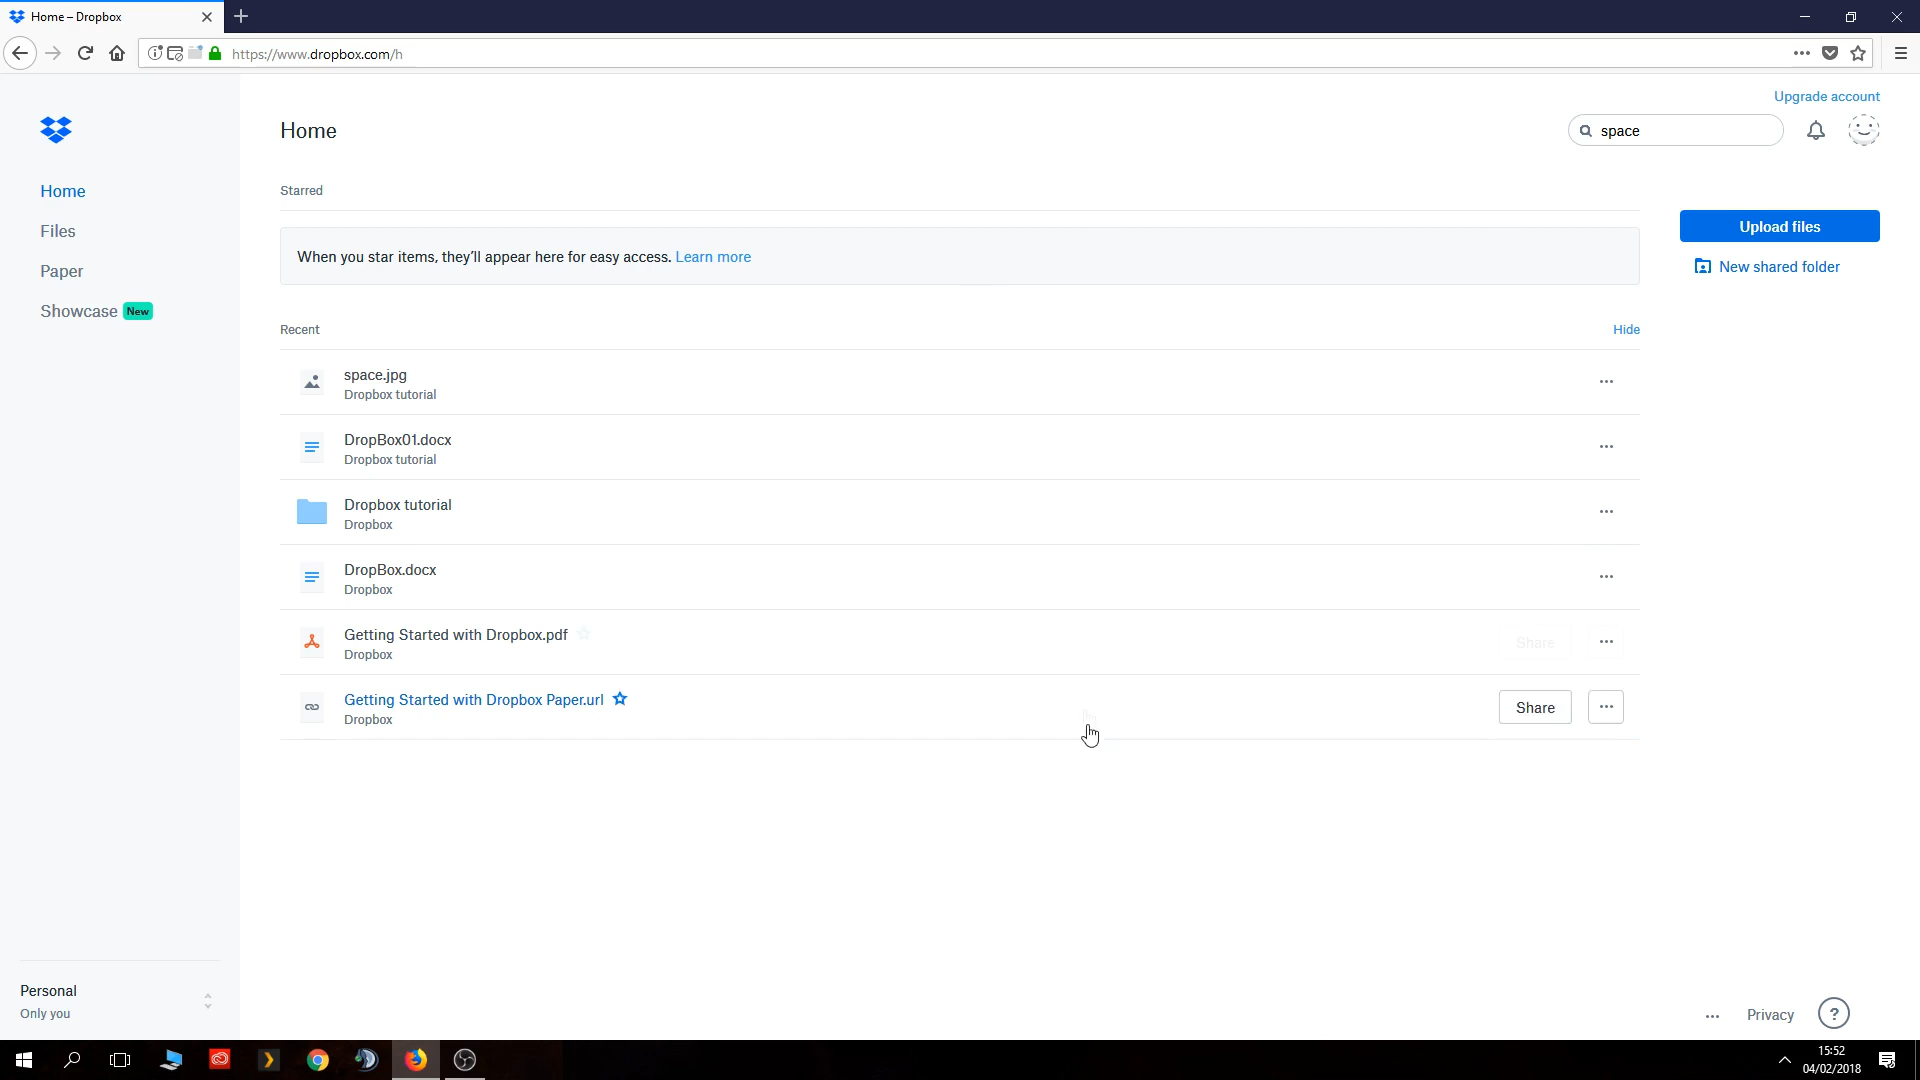 Home – Dropbox
https://www.dropbox.com/h
Upgrade account
Home
space
Home
Files
Paper
Showcase New
Starred
When you star items, they'll appear here for easy access. Learn more
Upload files
New shared folder
Recent
Hide
space.jpg
Dropbox tutorial
DropBox01.docx
Dropbox tutorial
Dropbox tutorial
Dropbox
DropBox.docx
Dropbox
Getting Started with Dropbox.pdf
Share
Dropbox
Getting Started with Dropbox Paper.url
Share
Dropbox
Personal
Only you
Privacy
?
15:52
04/02/2018